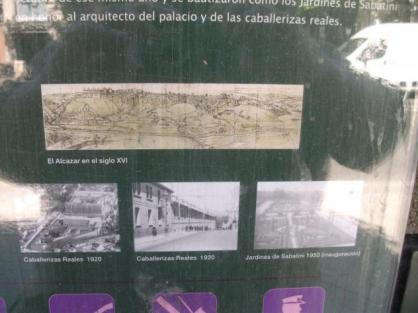 de ese mismo año y se bautizaron como los Jardines de Sabatini
en honor al arquitecto del palacio y de las caballerizas reales.
El Alcazar en el siglo XVI
Caballerizas Reales 1920
Caballerizas Reales 1920
Jardines de Sabatini 1950 (inauguración)